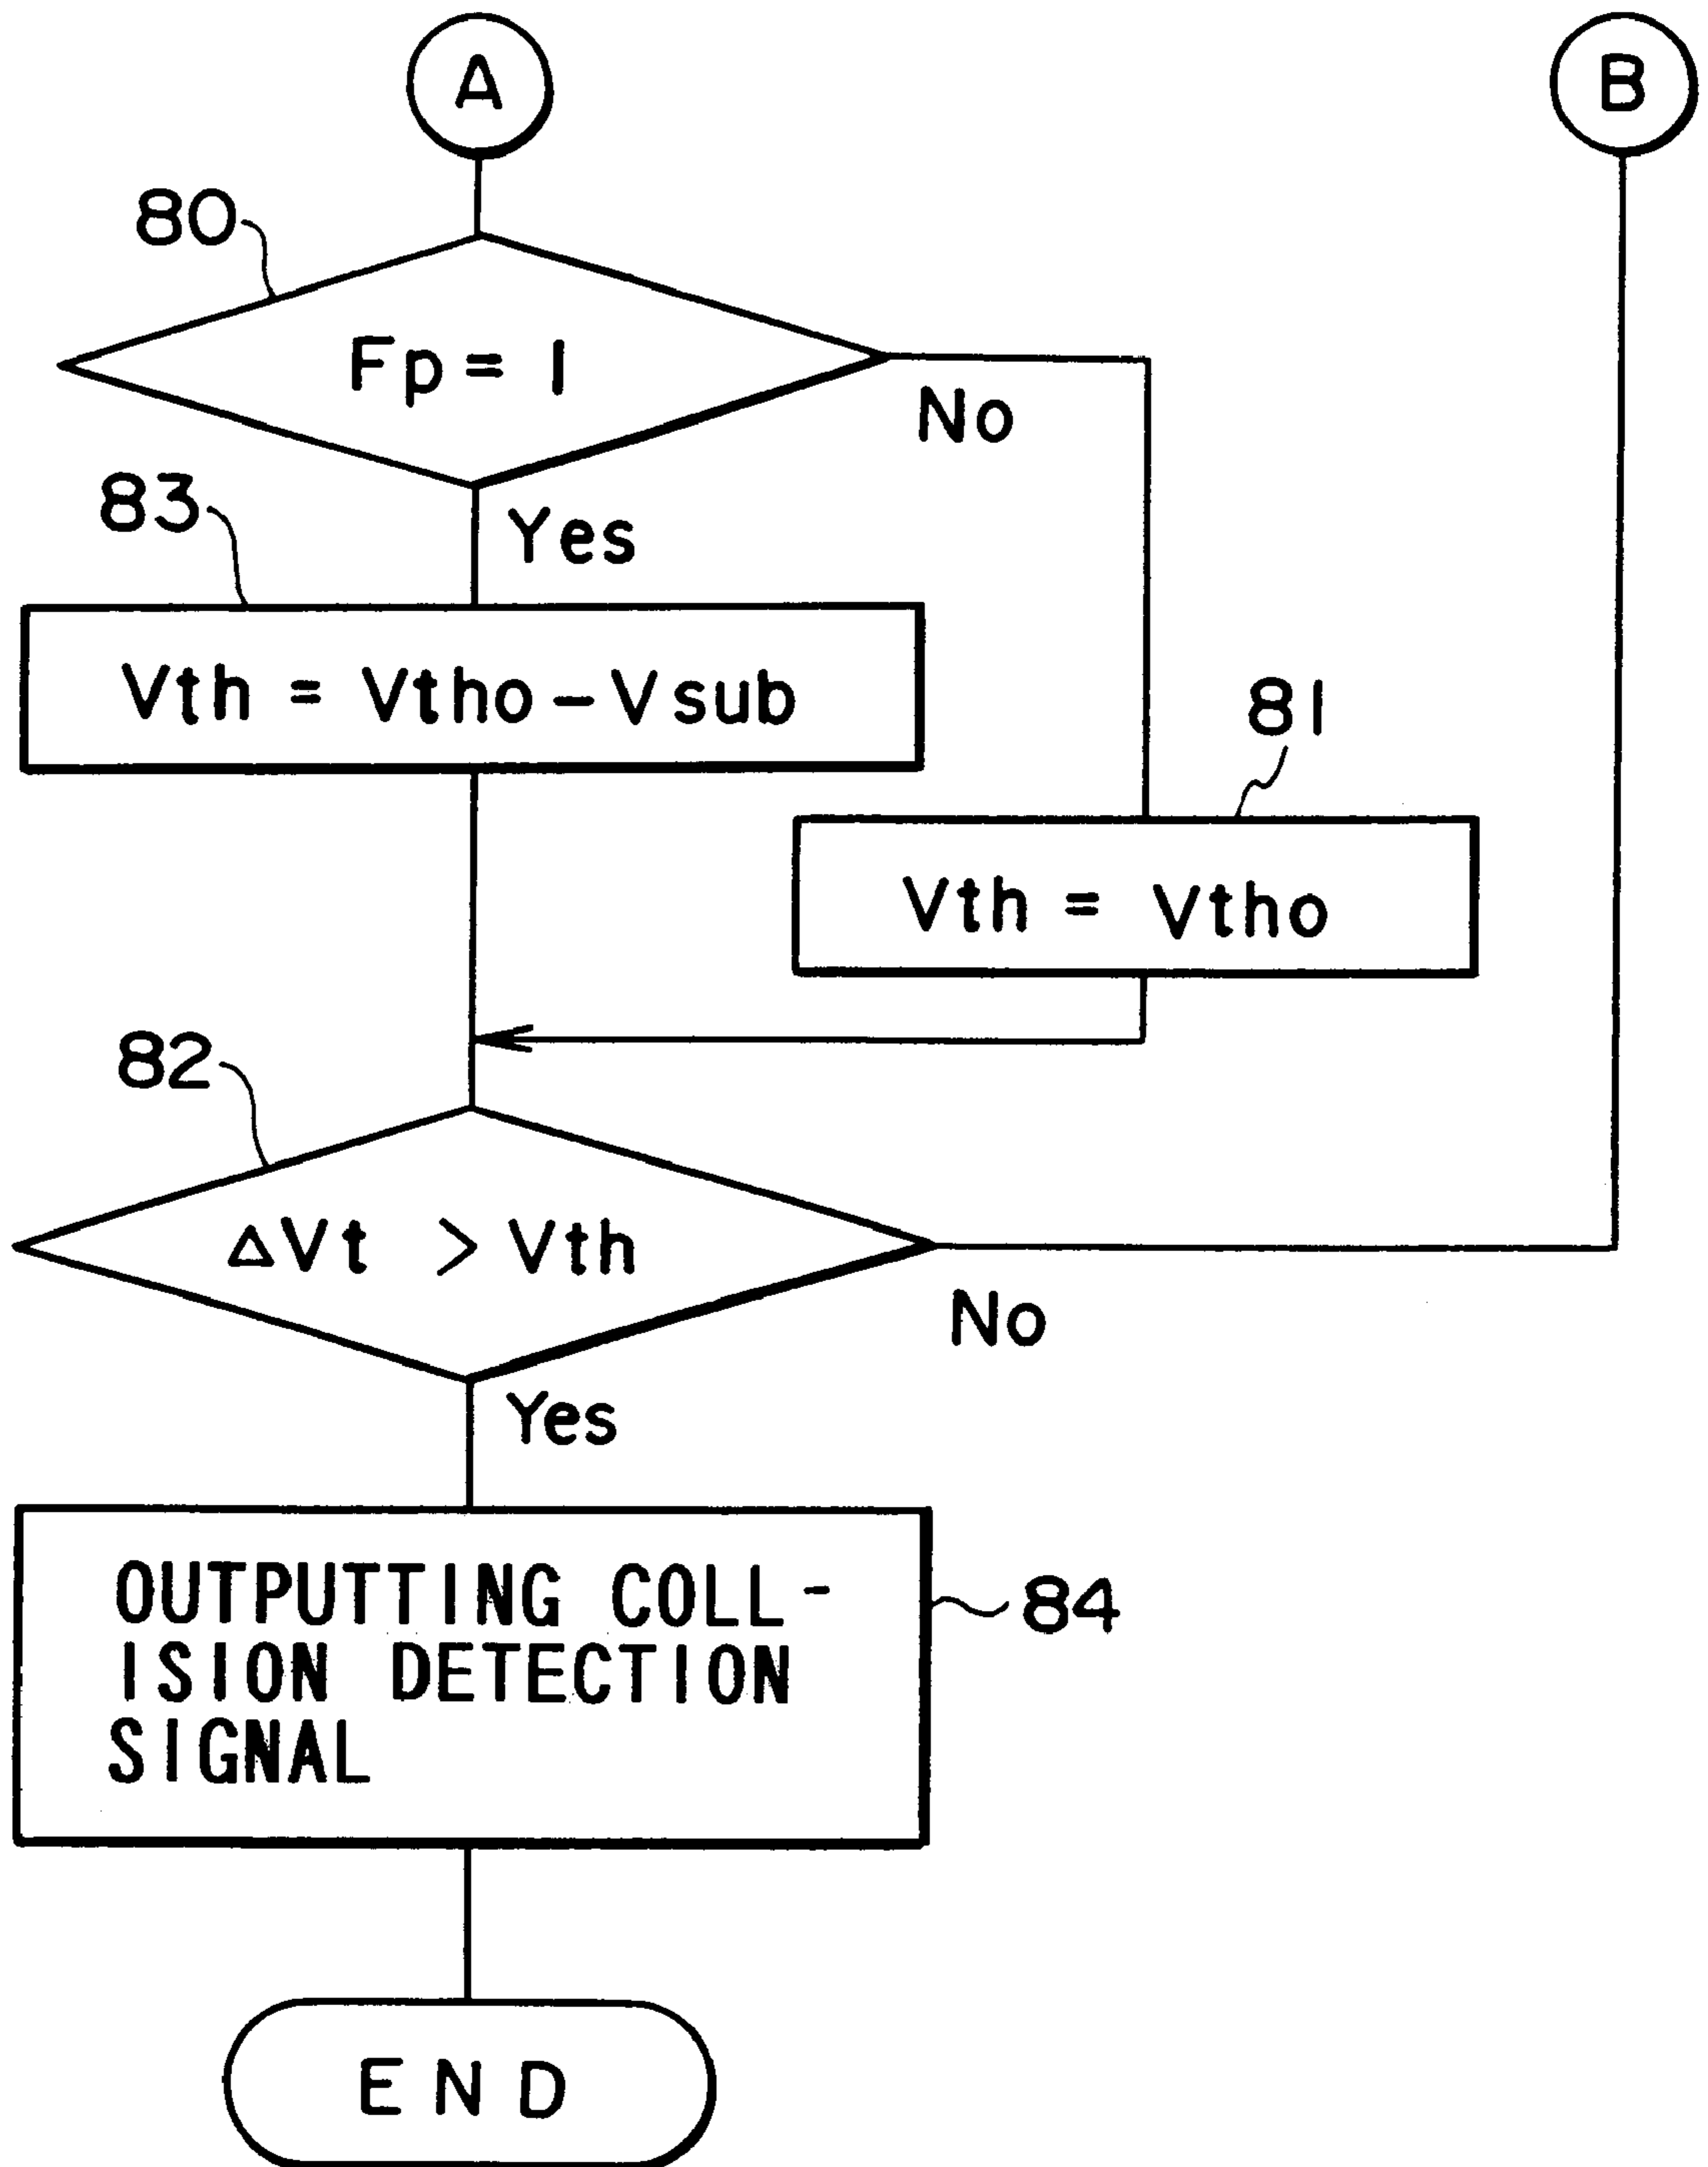 A
B
80
Fp = 1
No
83
Yes
Vth = Vtho - Vsub
81
Vth = Vtho
82
ΔVt > Vth
No
Yes
OUTPUTTING COLL-
ISION DETECTION
SIGNAL
84
END